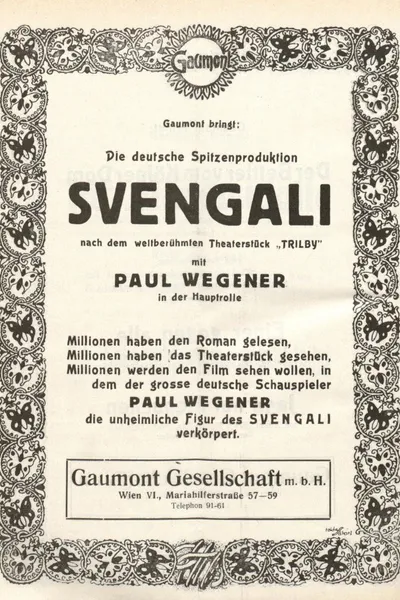 Gaumont
Gaumont bringt:
Die deutsche Spitzenproduktion
SVENGALI
nach dem weltberühmten Theaterstück „TRILBY"
mit
PAUL WEGENER
in der Hauptrolle
Millionen haben den Roman gelesen,
Millionen haben das Theaterstück gesehen,
Millionen werden den Film sehen wollen, in
dem der grosse deutsche Schauspieler
PAUL WEGENER
die unheimliche Figur des SVENGALI
verkörpert.
Gaumont Gesellschaft m. b. H.
Wien VI., Mariahilferstraße 57—59
Telephon 91-61